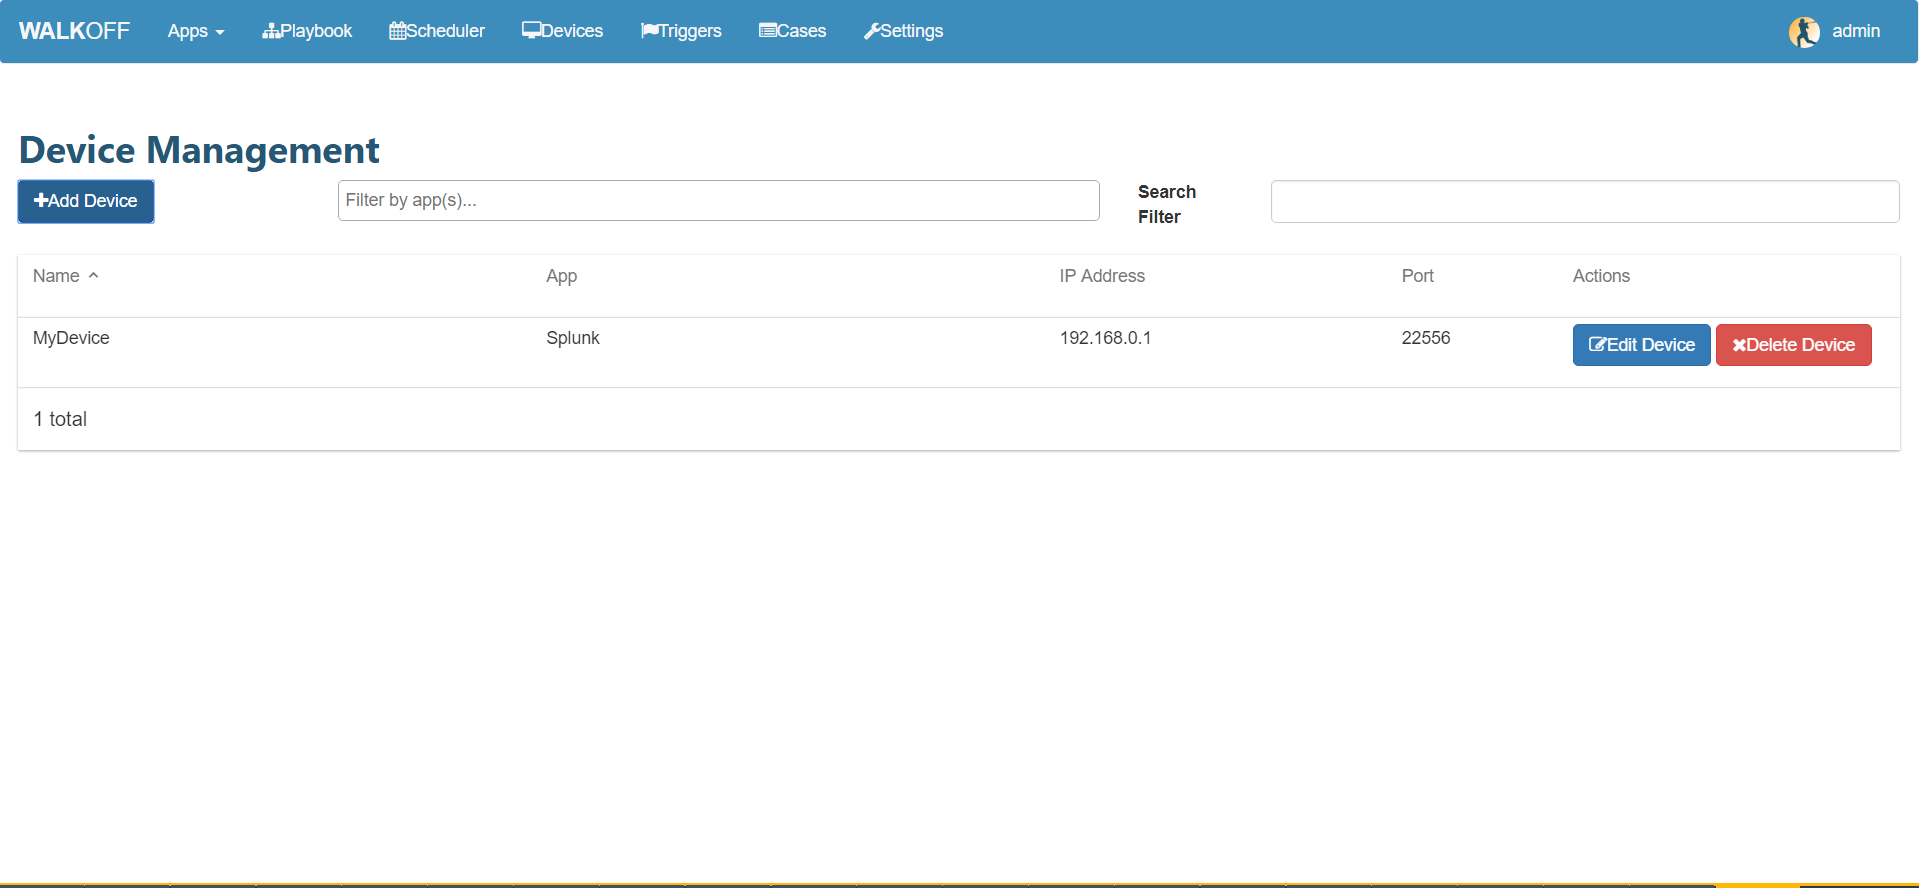 WALKOFF Apps Playbook Scheduler Devices Triggers Cases Settings admin
Device Management
Add Device Filter by app(s)... Search
Filter
Name App IP Address Port Actions
MyDevice Splunk 192.168.0.1 22556 Edit Device Delete Device
1 total